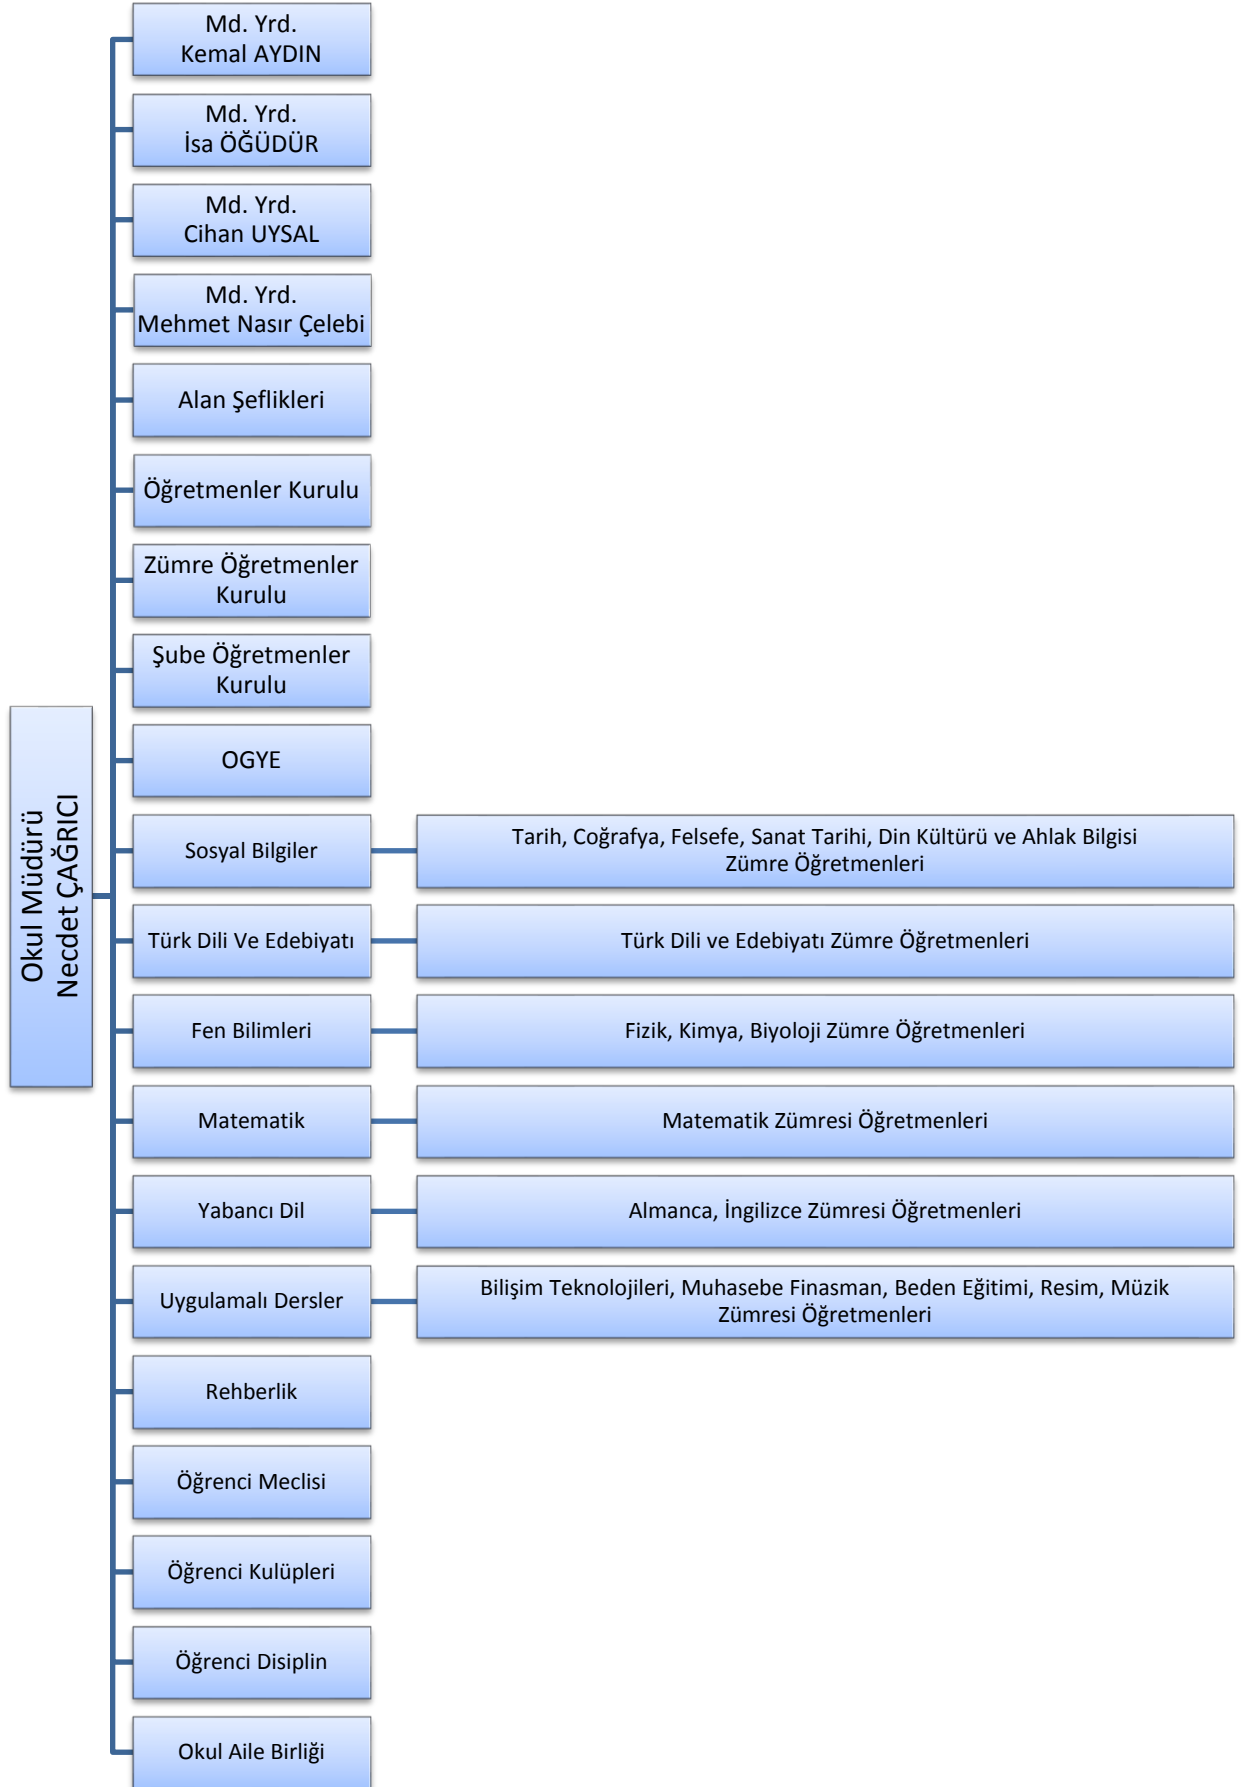 Okul Müdürü
Necdet ÇAĞRICI
Md. Yrd.
Kemal AYDIN
Md. Yrd.
İsa ÖĞÜDÜR
Md. Yrd.
Cihan UYSAL
Md. Yrd.
Mehmet Nasır Çelebi
Alan Şeflikleri
Öğretmenler Kurulu
Zümre Öğretmenler
Kurulu
Şube Öğretmenler
Kurulu
OGYE
Sosyal Bilgiler
Tarih, Coğrafya, Felsefe, Sanat Tarihi, Din Kültürü ve Ahlak Bilgisi
Zümre Öğretmenleri
Türk Dili Ve Edebiyatı
Türk Dili ve Edebiyatı Zümre Öğretmenleri
Fen Bilimleri
Fizik, Kimya, Biyoloji Zümre Öğretmenleri
Matematik
Matematik Zümresi Öğretmenleri
Yabancı Dil
Almanca, İngilizce Zümresi Öğretmenleri
Uygulamalı Dersler
Bilişim Teknolojileri, Muhasebe Finasman, Beden Eğitimi, Resim, Müzik
Zümresi Öğretmenleri
Rehberlik
Öğrenci Meclisi
Öğrenci Kulüpleri
Öğrenci Disiplin
Okul Aile Birliği